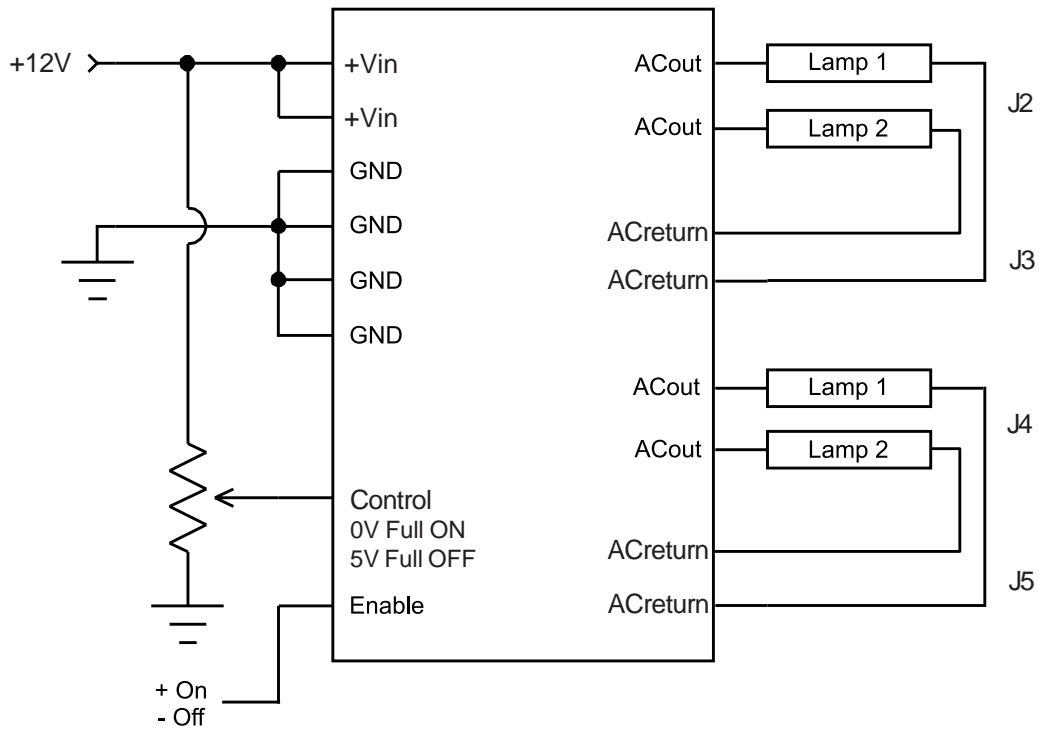 +12V
+Vin
+Vin
GND
GND
GND
GND
Control
0V Full ON
5V Full OFF
Enable
+ On
- Off
ACout
Lamp 1
J2
ACout
Lamp 2
ACreturn
J3
ACreturn
ACout
Lamp 1
J4
ACout
Lamp 2
ACreturn
J5
ACreturn